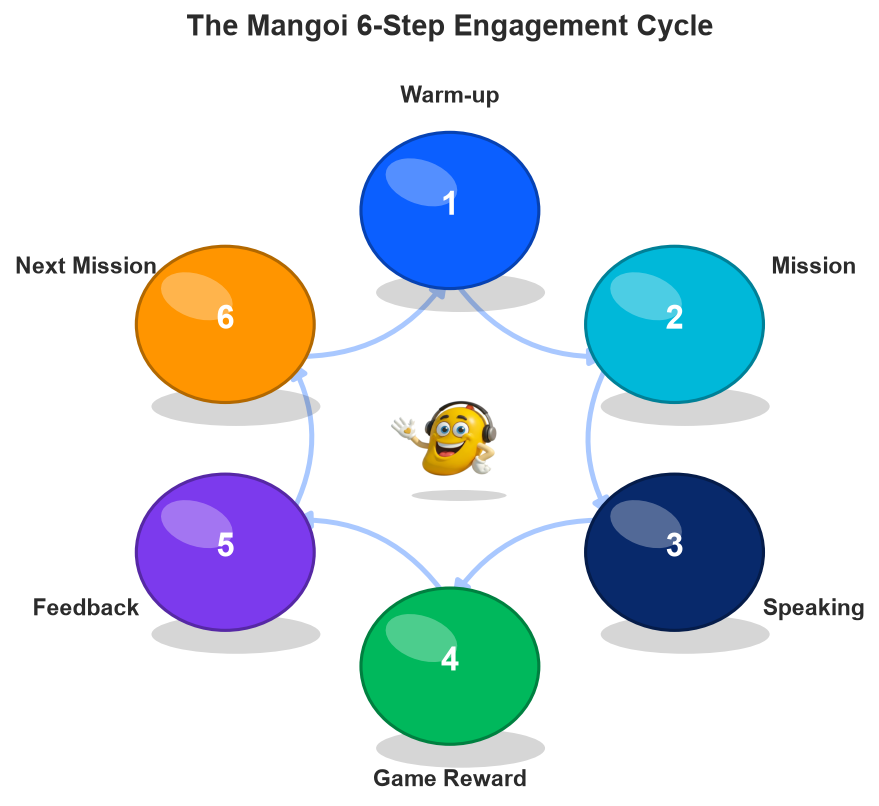 The Mangoi 6-Step Engagement Cycle
Warm-up
1
Next Mission
6
Mission
2
Feedback
5
Speaking
3
4
Game Reward